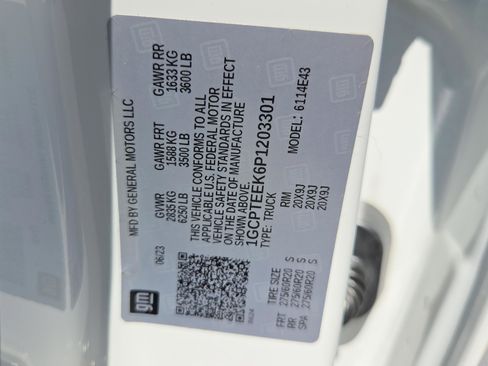 MFD BY GENERAL MOTORS LLC
06/23 GVWR GAWR FRT GAWR RR
2835 KG 1588 KG 1633 KG
6250 LB 3500 LB 3600 LB
THIS VEHICLE CONFORMS TO ALL
APPLICABLE U.S. FEDERAL MOTOR
VEHICLE SAFETY STANDARDS IN EFFECT
ON THE DATE OF MANUFACTURE
SHOWN ABOVE.
1GCPTEEK6P1203301
TYPE: TRUCK MODEL: 6114E43
TIRE SIZE RIM
FRT 275/60R20 S 20X9J
RR 275/60R20 S 20X9J
SPA 275/60R20 S 20X9J
gm